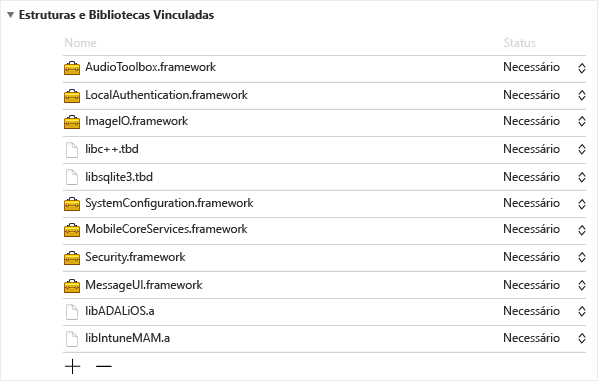 Estruturas e Bibliotecas Vinculadas
Nome Status
AudioToolbox.framework Necessário
LocalAuthentication.framework Necessário
ImageIO.framework Necessário
libc++.tbd Necessário
libsqlite3.tbd Necessário
SystemConfiguration.framework Necessário
MobileCoreServices.framework Necessário
Security.framework Necessário
MessageUI.framework Necessário
libADALiOS.a Necessário
libIntuneMAM.a Necessário